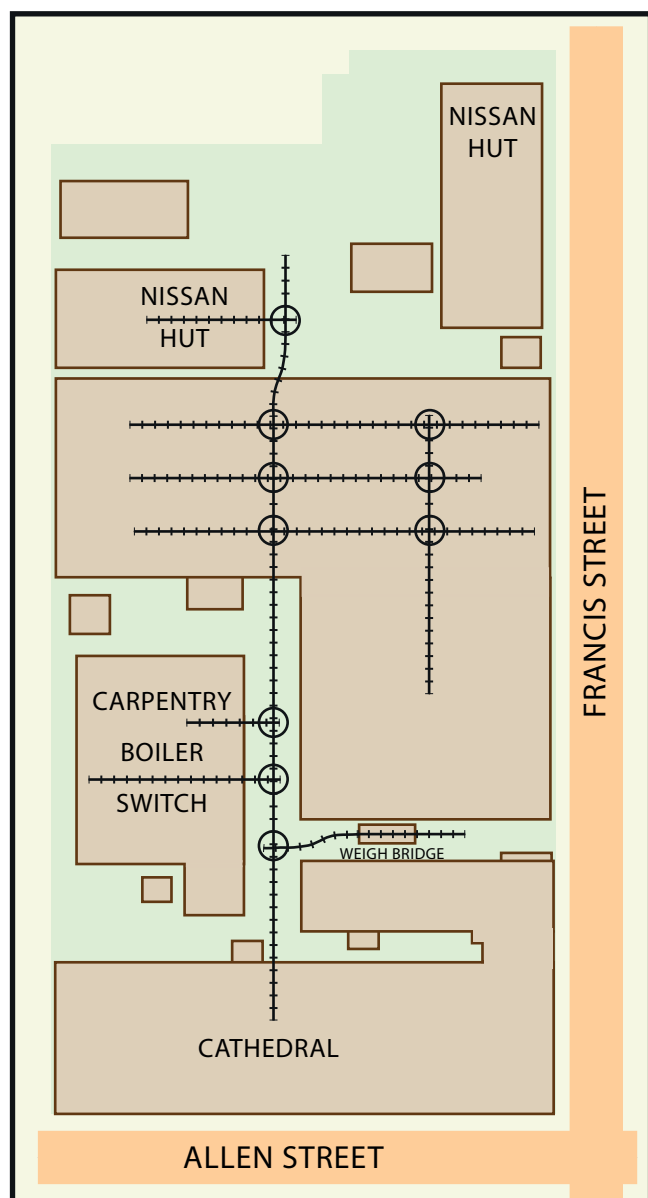 NISSAN
HUT
NISSAN
HUT
FRANCIS STREET
CARPENTRY
BOILER
SWITCH
WEIGH BRIDGE
CATHEDRAL
ALLEN STREET